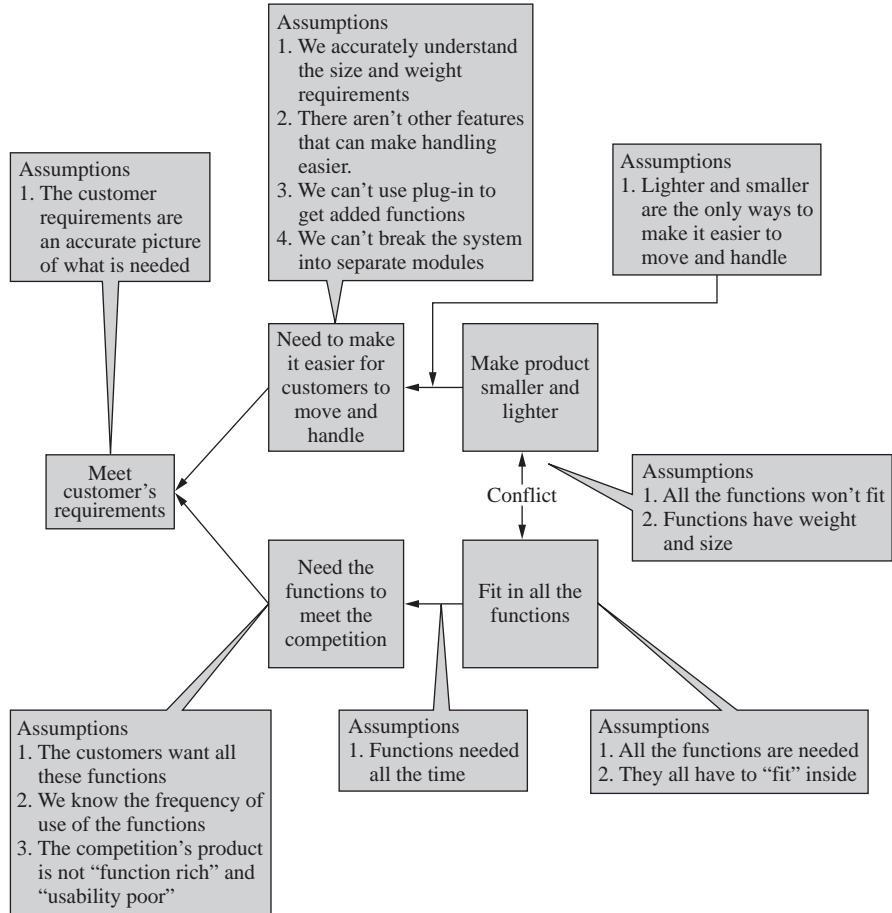 Assumptions
1. We accurately understand
the size and weight
requirements
2. There aren’t other features
that can make handling
easier.
3. We can’t use plug-in to
get added functions
4. We can’t break the system
into separate modules
Assumptions
1. The customer
requirements are
an accurate picture
of what is needed
Assumptions
1. Lighter and smaller
are the only ways to
make it easier to
move and handle
Need to make
it easier for
customers to
move and
handle
Make product
smaller and
lighter
Meet
customer’s
requirements
Conflict
Assumptions
1. All the functions won’t fit
2. Functions have weight
and size
Need the
functions to
meet the
competition
Fit in all the
functions
Assumptions
1. The customers want all
these functions
2. We know the frequency of
use of the functions
3. The competition’s product
is not “function rich” and
“usability poor”
Assumptions
1. Functions needed
all the time
Assumptions
1. All the functions are needed
2. They all have to “fit” inside